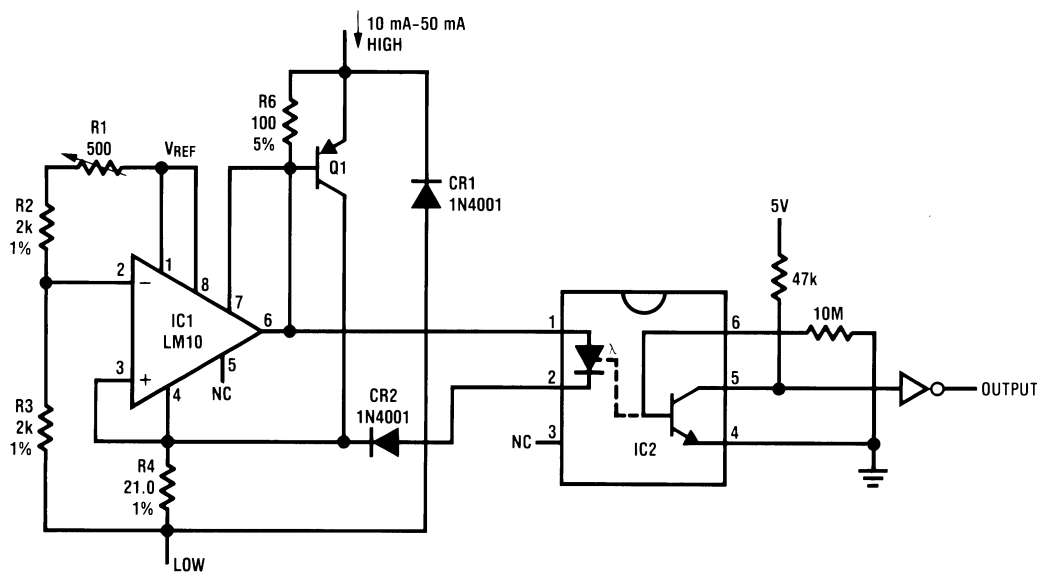 10 mA-50 mA
HIGH
R6
100
5%
R1
500
VREF
Q1
CR1
1N4001
R2
2k
1%
5V
47k
2
−
1
8
7
IC1
LM10
6
1
λ
6
10M
3
+
4
5
NC
2
5
OUTPUT
CR2
1N4001
R3
2k
1%
NC
3
IC2
4
R4
21.0
1%
LOW